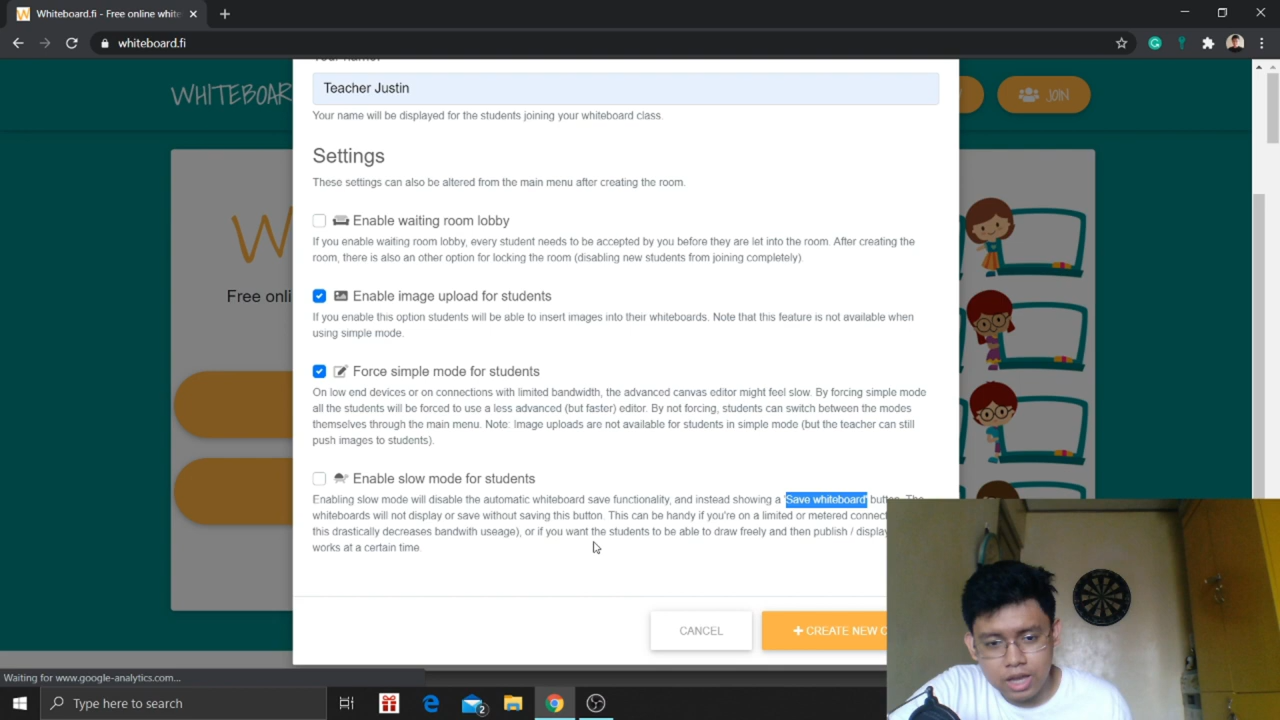 Whiteboard.fi - Free online white
whiteboard.fi
WHITEBOAR
JOIN
Teacher Justin
Your name will be displayed for the students joining your whiteboard class.
Settings
These settings can also be altered from the main menu after creating the room.
Enable waiting room lobby
If you enable waiting room lobby, every student needs to be accepted by you before they are let into the room. After creating the
room, there is also an other option for locking the room (disabling new students from joining completely).
Free onli
Enable image upload for students
If you enable this option students will be able to insert images into their whiteboards. Note that this feature is not available when
using simple mode.
Force simple mode for students
On low end devices or on connections with limited bandwidth, the advanced canvas editor might feel slow. By forcing simple mode
all the students will be forced to use a less advanced (but faster) editor. By not forcing, students can switch between the modes
themselves through the main menu. Note: Image uploads are not available for students in simple mode (but the teacher can still
push images to students).
Enable slow mode for students
Enabling slow mode will disable the automatic whiteboard save functionality, and instead showing a 'Save whiteboard'
whiteboards will not display or save without saving this button. This can be handy if you're on a limited or metered connect
this drastically decreases bandwith useage), or if you want the students to be able to draw freely and then publish / display
works at a certain time.
CANCEL
+ CREATE NEW C
Waiting for www.google-analytics.com...
Type here to search
2